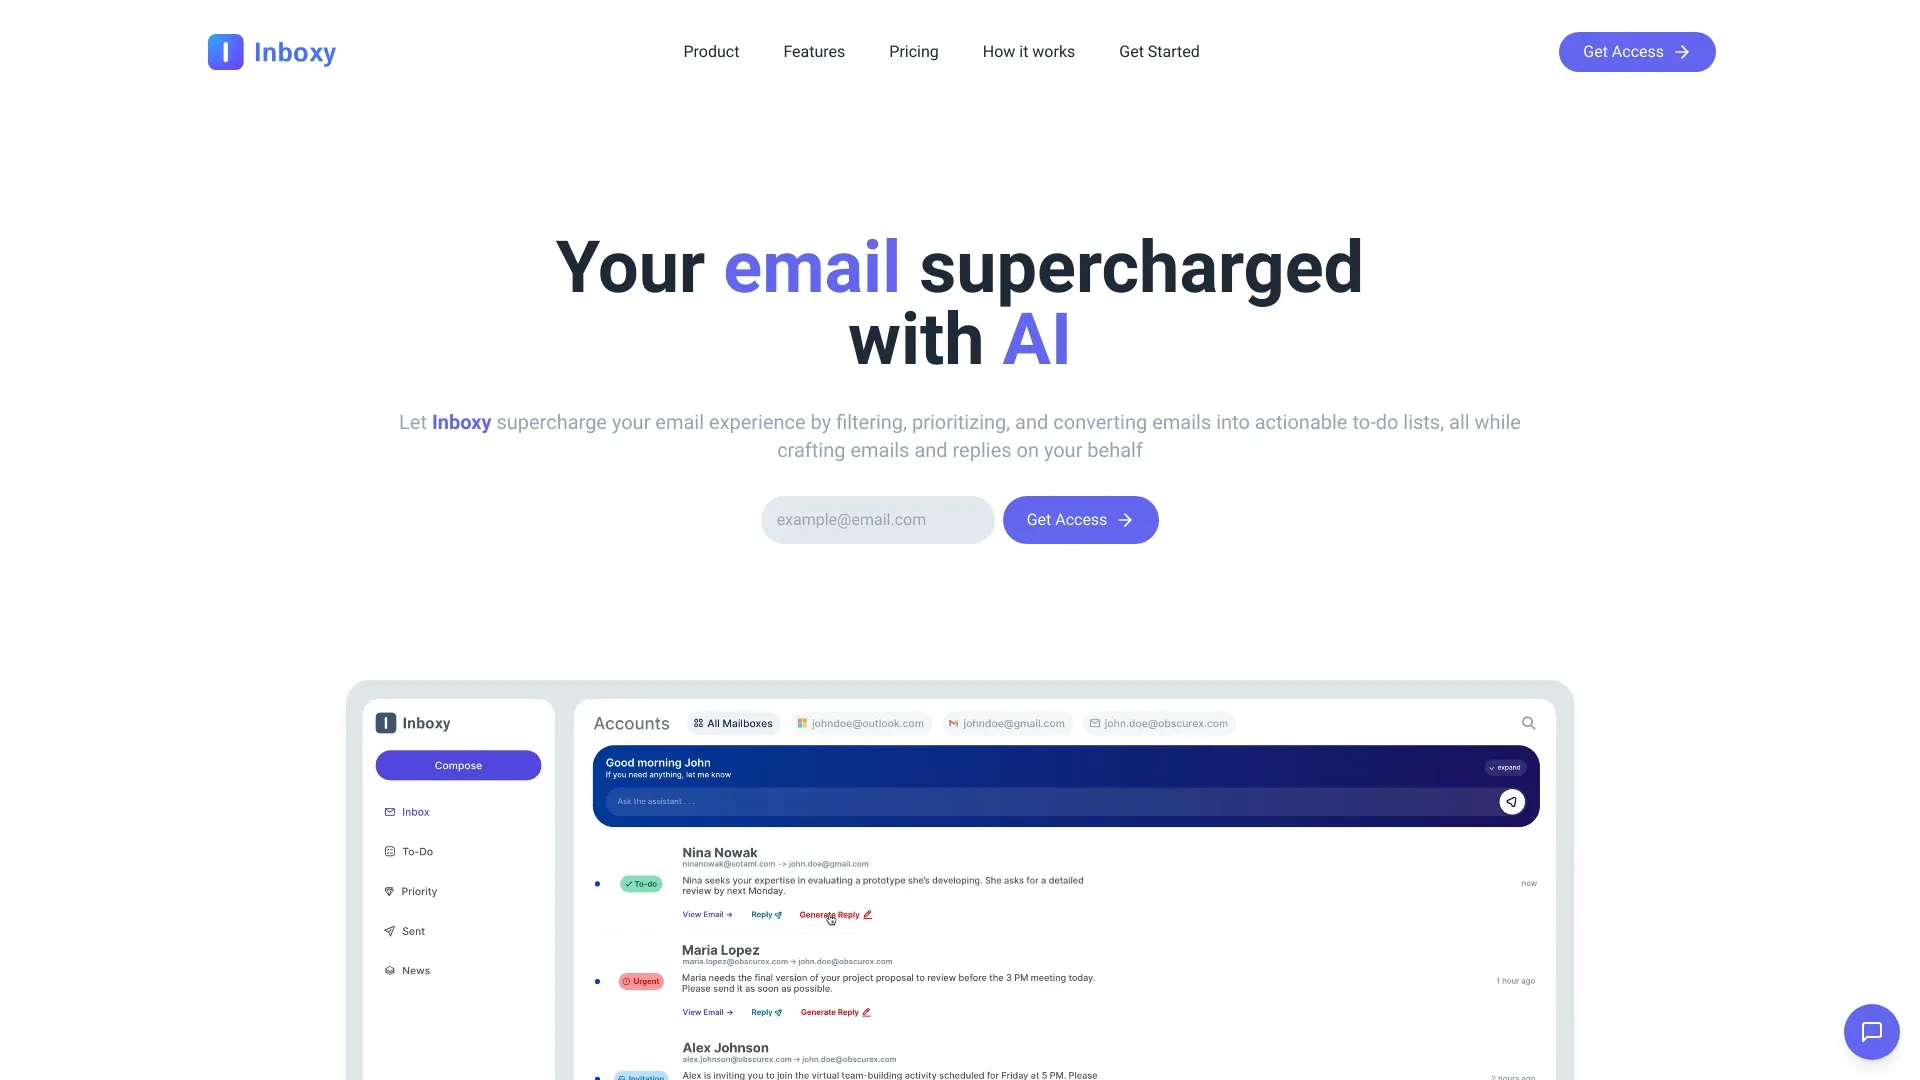 Inboxy
Product
Features
Pricing
How it works
Get Started
Get Access
Your email supercharged
with AI
Let Inboxy supercharge your email experience by filtering, prioritizing, and converting emails into actionable to-do lists, all while
crafting emails and replies on your behalf
example@email.com
Get Access
Inboxy
Compose
Inbox
To-Do
Priority
Sent
News
Accounts
All Mailboxes
johndoe@outlook.com
johndoe@gmail.com
john.doe@obscurex.com
Good morning John
If you need anything, let me know
expand
Ask the assistant . . .
Nina Nowak
ninanowak@sotaml.com -> john.doe@gmail.com
To-do
Nina seeks your expertise in evaluating a prototype she's developing. She asks for a detailed
review by next Monday.
now
View Email →
Reply
Generate Reply
Maria Lopez
maria.lopez@obscurex.com → john.doe@obscurex.com
Urgent
Maria needs the final version of your project proposal to review before the 3 PM meeting today.
Please send it as soon as possible.
1 hour ago
View Email →
Reply
Generate Reply
Alex Johnson
alex.johnson@obscurex.com → john.doe@obscurex.com
Invitation
Alex is inviting you to join the virtual team-building activity scheduled for Friday at 5 PM. Please
2 hours ago